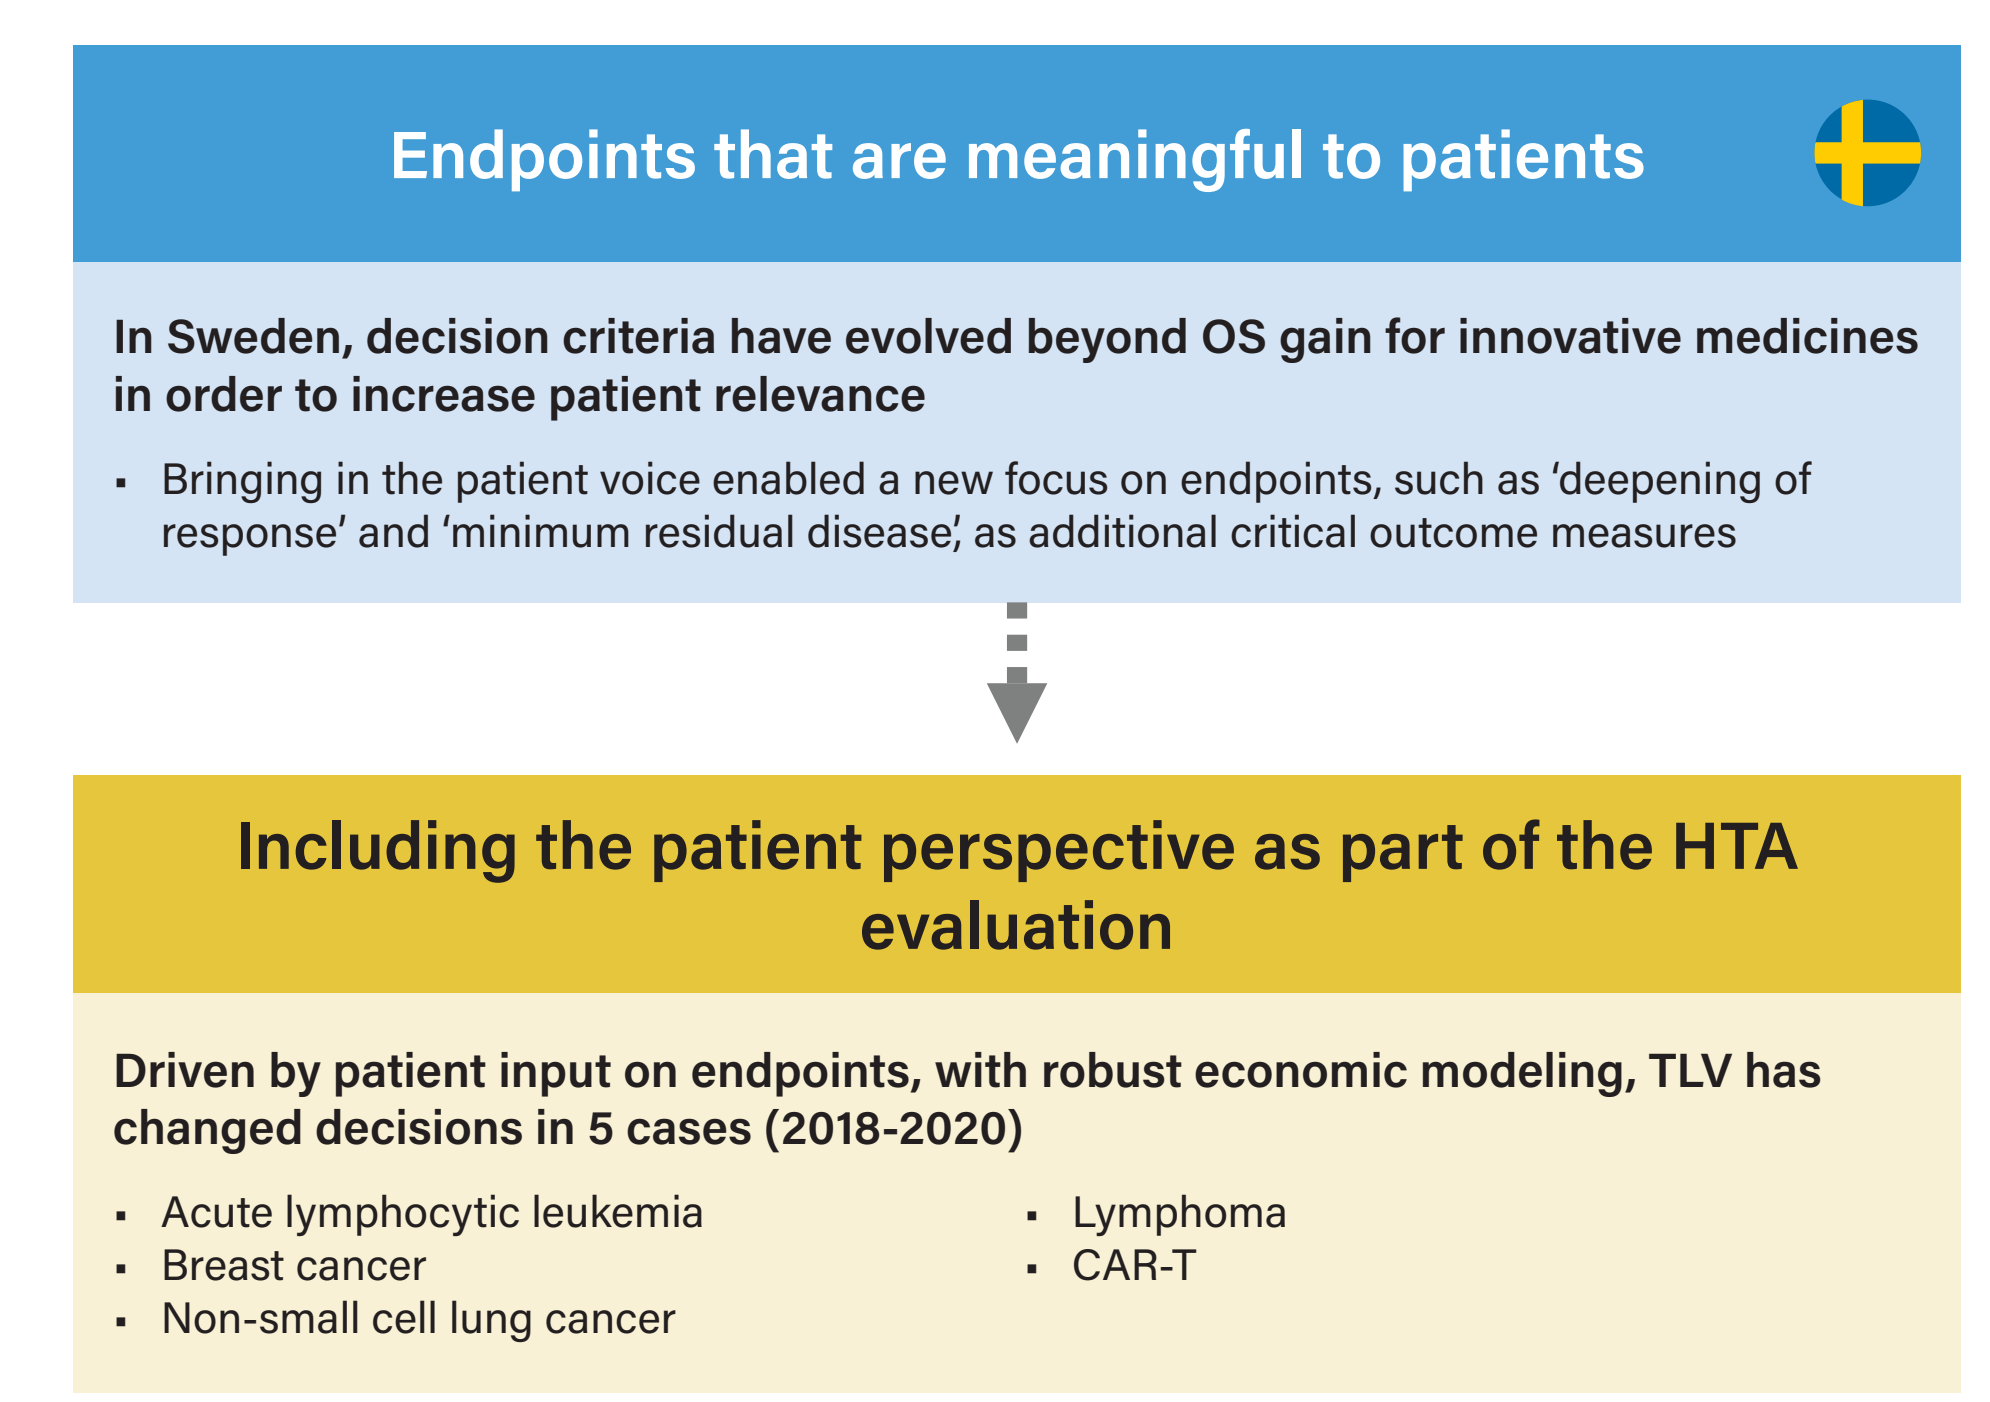 Endpoints that are meaningful to patients
In Sweden, decision criteria have evolved beyond OS gain for innovative medicines
in order to increase patient relevance
▪ Bringing in the patient voice enabled a new focus on endpoints, such as ‘deepening of
response’ and ‘minimum residual disease’, as additional critical outcome measures
Including the patient perspective as part of the HTA
evaluation
Driven by patient input on endpoints, with robust economic modeling, TLV has
changed decisions in 5 cases (2018-2020)
▪ Acute lymphocytic leukemia
▪ Breast cancer
▪ Non-small cell lung cancer
▪ Lymphoma
▪ CAR-T